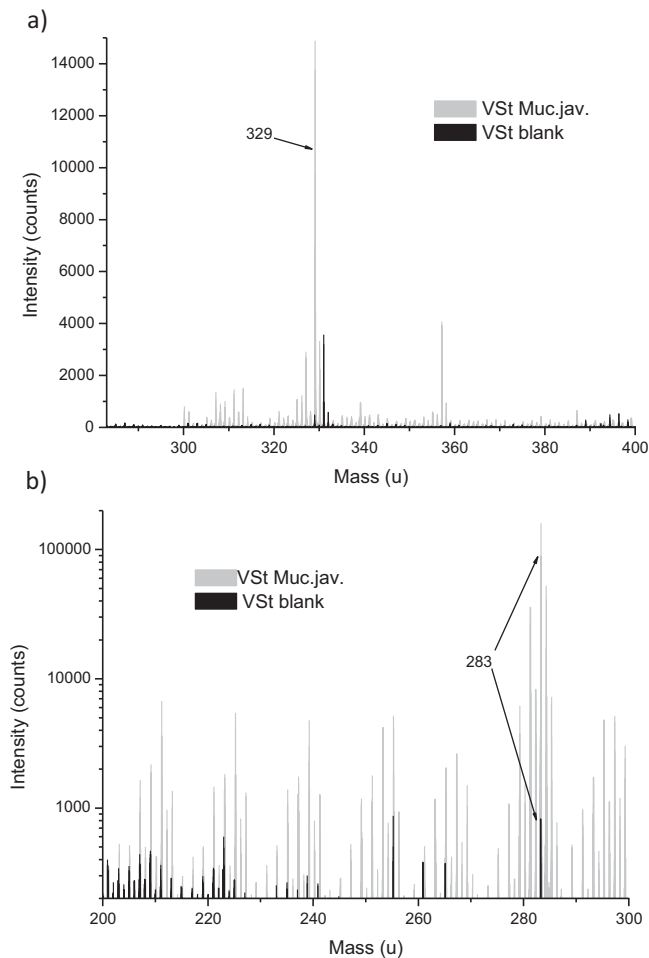 a)
14000
12000
10000
8000
6000
4000
2000
0
Intensity (counts)
329
VSt Muc.jav.
VSt blank
300 320 340 360 380 400
Mass (u)
b)
100000
10000
1000
Intensity (counts)
VSt Muc.jav.
VSt blank
283
200 220 240 260 280 300
Mass (u)